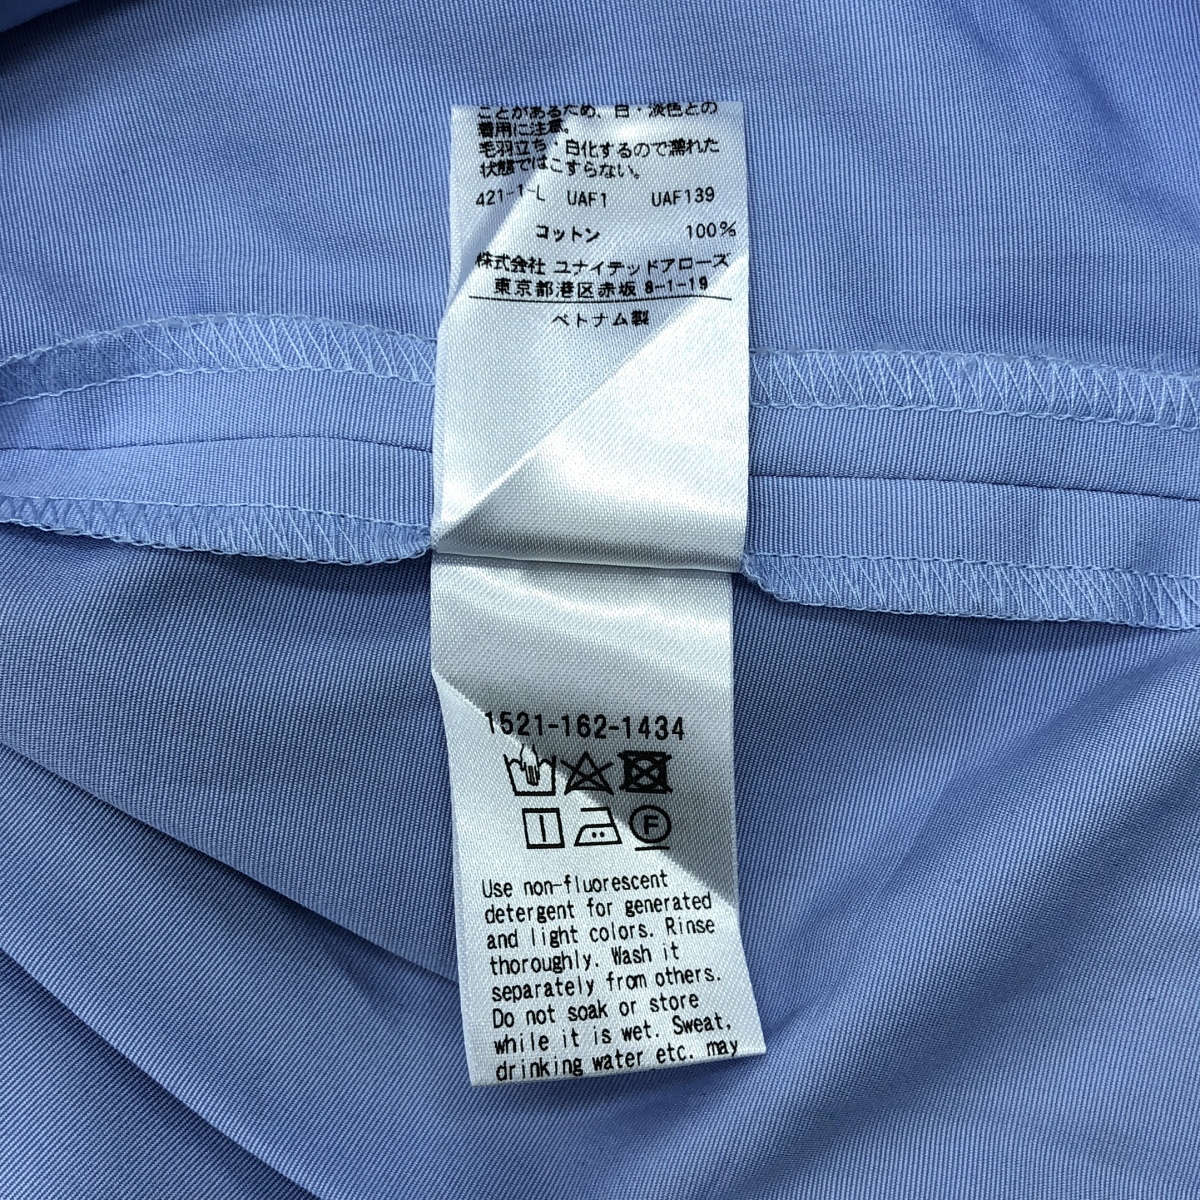 ことがあるため、白・淡色との
着用に注意。
毛羽立ち・白化するので濡れた
状態ではこすらない。
421-1-L UAF1 UAF139
コットン 100%
株式会社 ユナイテッドアローズ
東京都港区赤坂 8-1-19
ベトナム製
1521-162-1434
F
Use non-fluorescent
detergent for generated
and light colors. Rinse
thoroughly. Wash it
separately from others.
Do not soak or store
while it is wet. Sweat,
drinking water etc. may